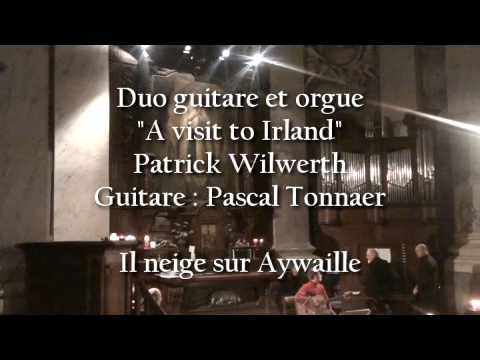 Duo guitare et orgue
"A visit to Irland"
Patrick Wilwerth
Guitare : Pascal Tonnaer
Il neige sur Aywaille